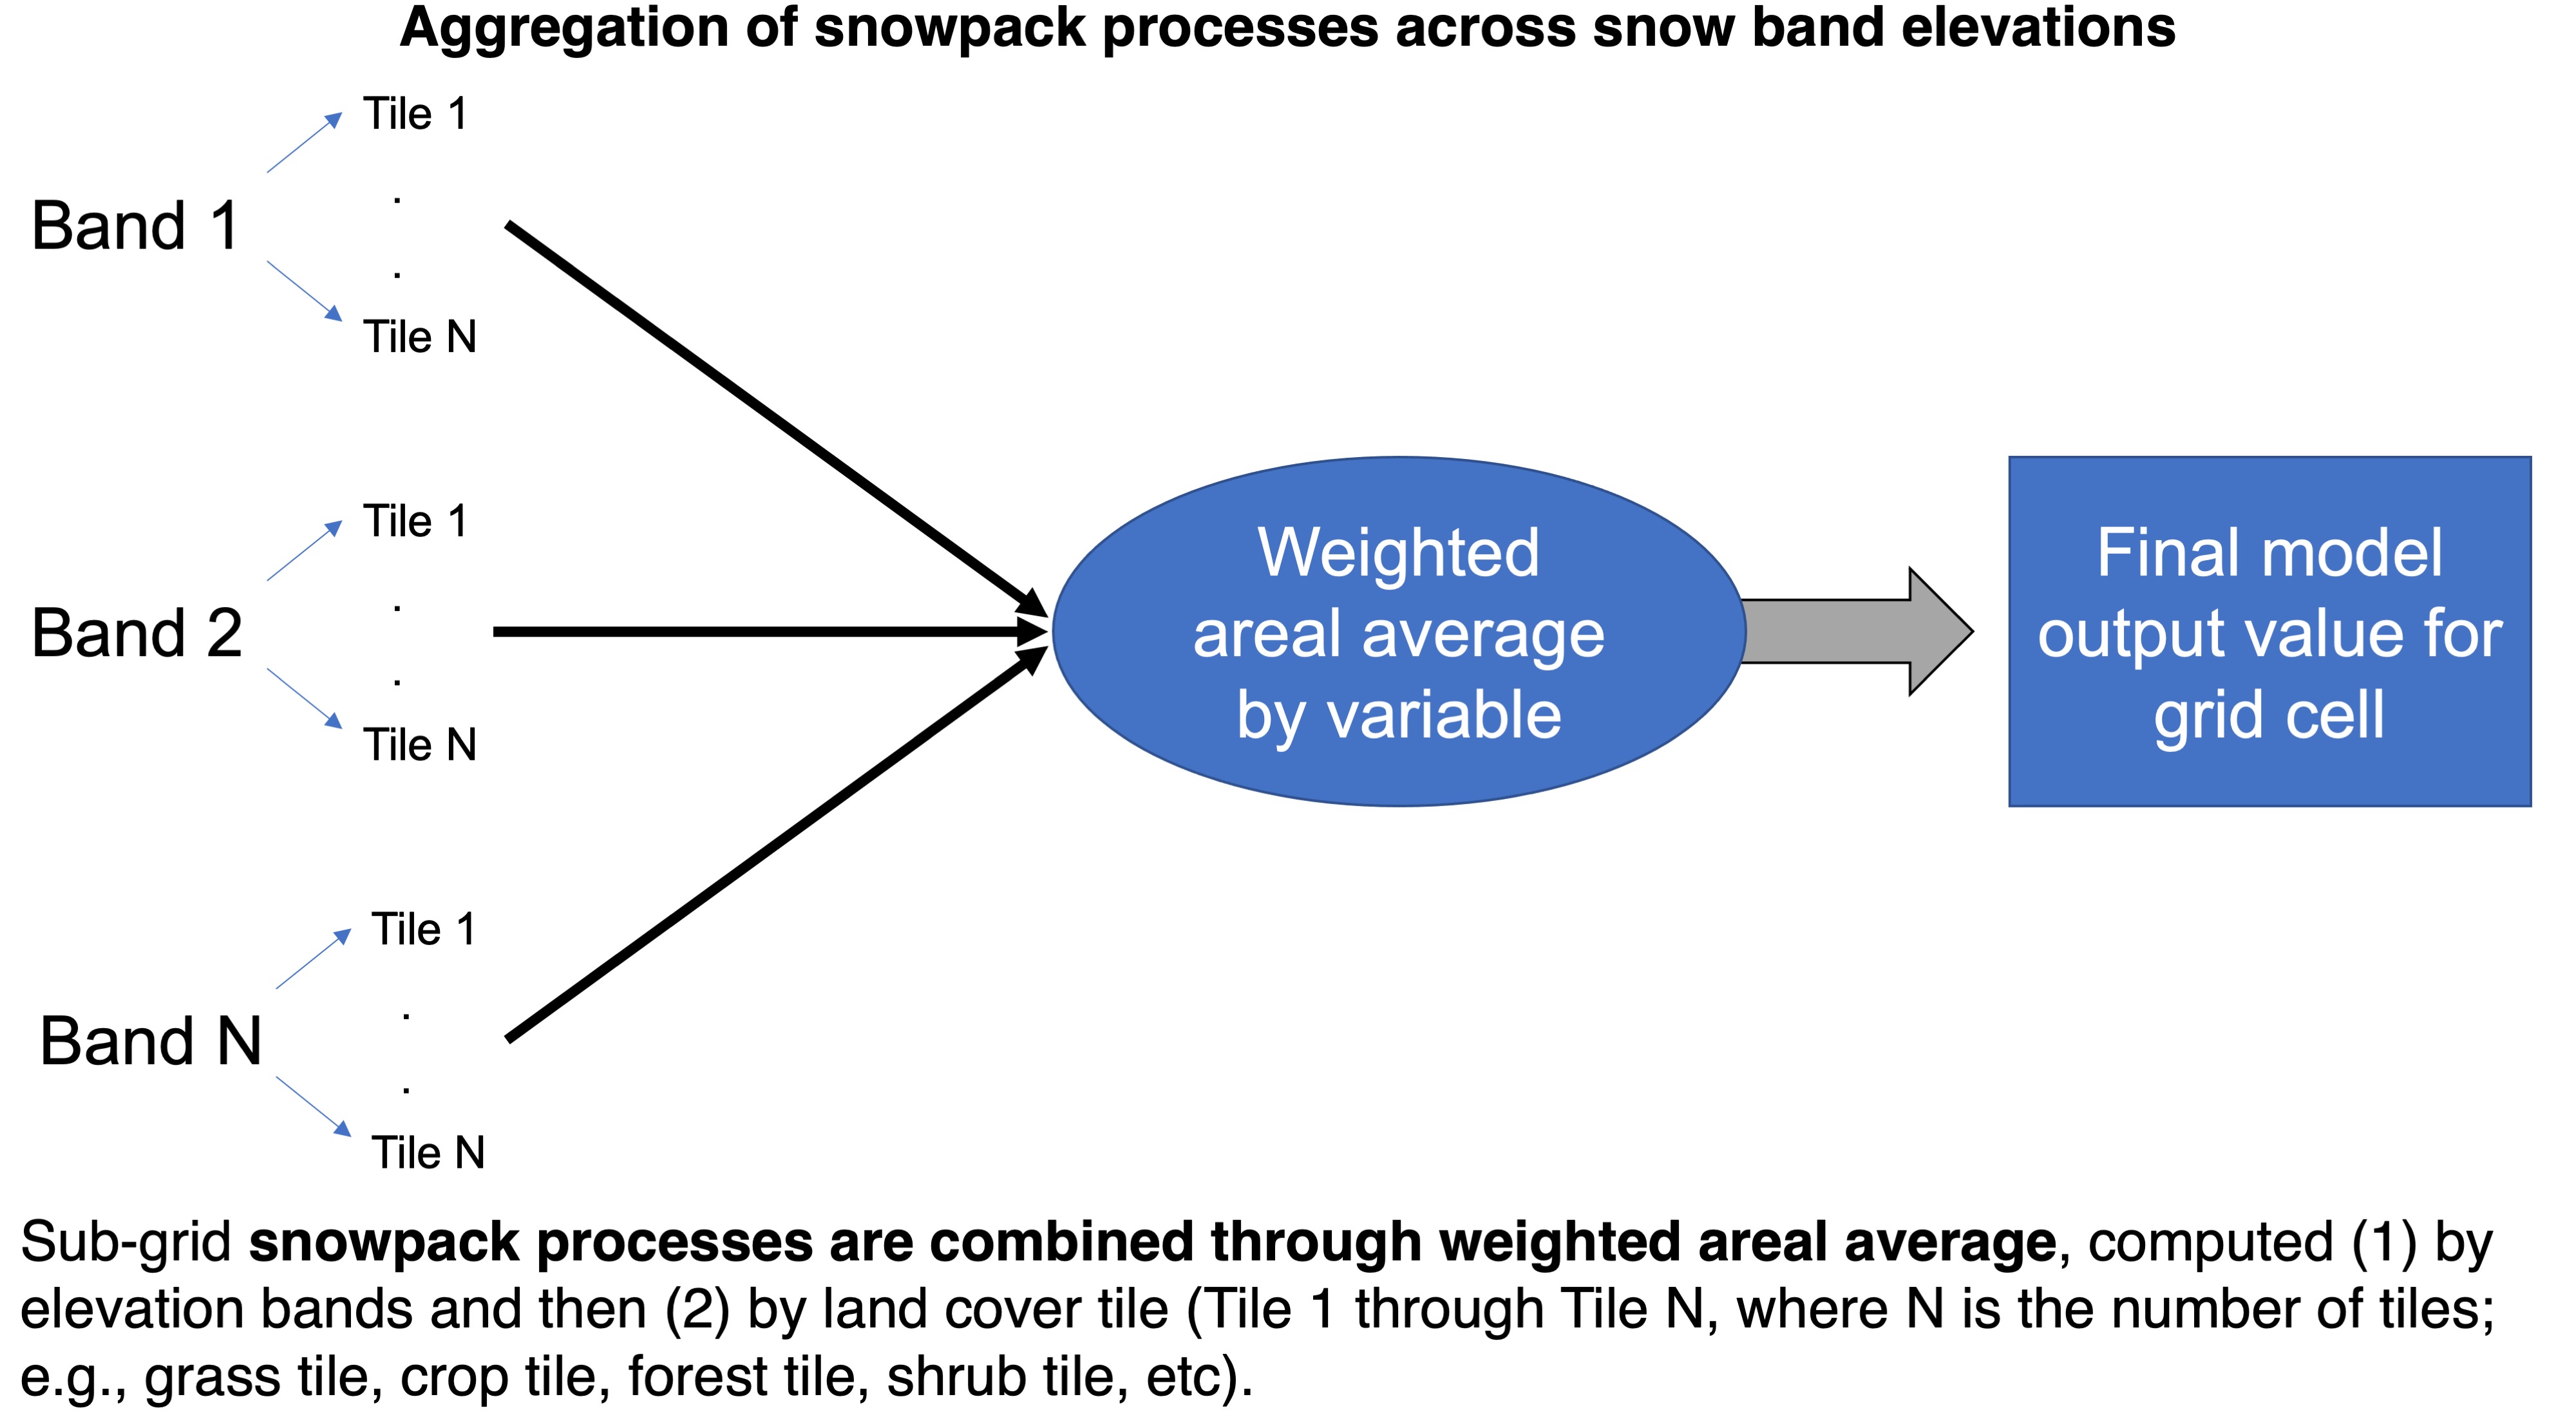 Aggregation of snowpack processes across snow band elevations
Band 1
Tile 1
.
.
Tile N
Band 2
Tile 1
.
.
Tile N
Band N
Tile 1
.
.
Tile N
Weighted
areal average
by variable
Final model
output value for
grid cell
Sub-grid snowpack processes are combined through weighted areal average, computed (1) by
elevation bands and then (2) by land cover tile (Tile 1 through Tile N, where N is the number of tiles;
e.g., grass tile, crop tile, forest tile, shrub tile, etc).